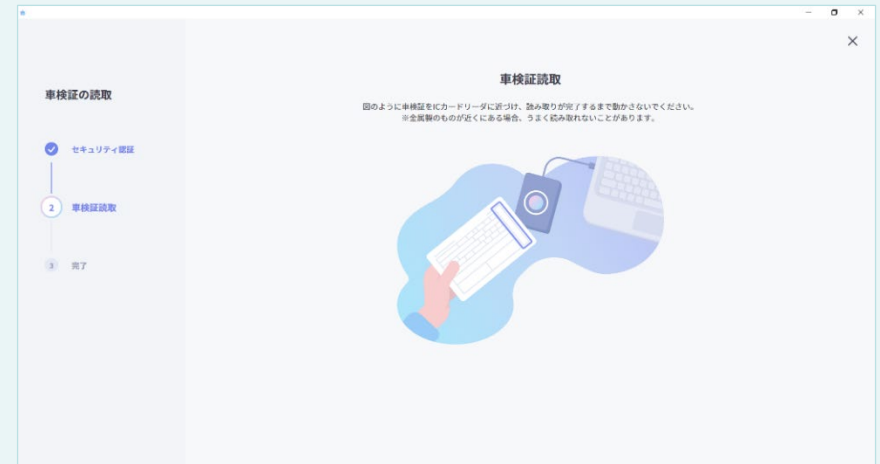 車検証の読取
セキュリティ認証
2 車検証読取
3 完了
車検証読取
図のように車検証をICカードリーダに近づけ、読み取りが完了するまで動かさないでください。
※金属製のものが近くにある場合、うまく読み取れないことがあります。